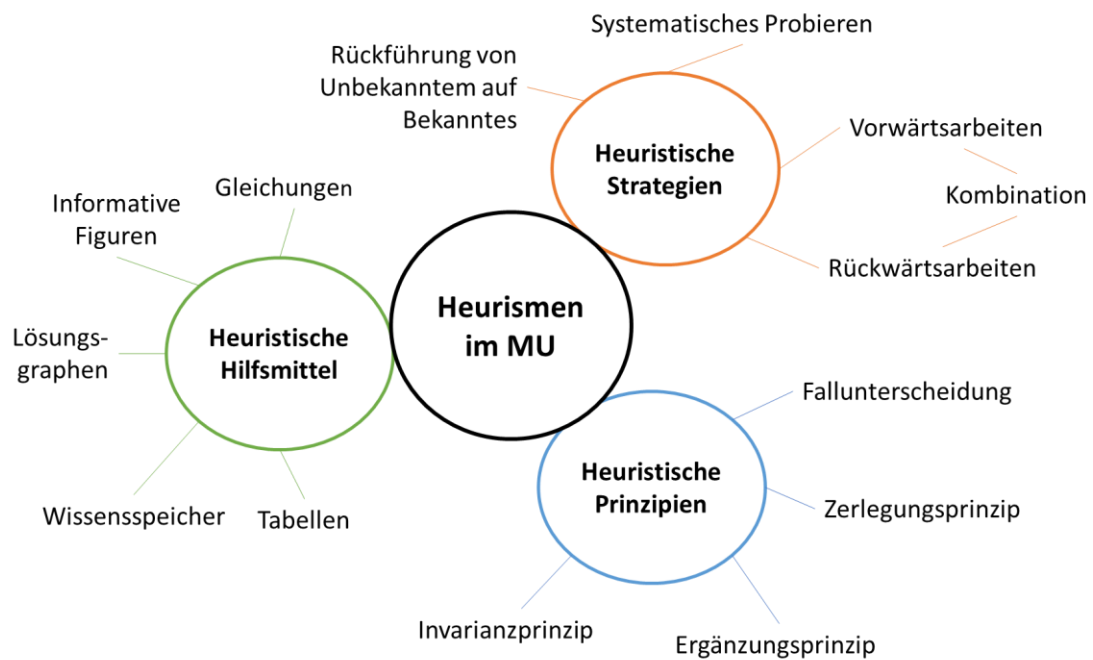 Systematisches Probieren
Rückführung von
Unbekanntem auf
Bekanntes
Heuristische
Strategien
Vorwärtsarbeiten
Kombination
Rückwärtsarbeiten
Gleichungen
Informative
Figuren
Lösungs-
graphen
Heuristische
Hilfsmittel
Wissensspeicher
Tabellen
Heurismen
im MU
Fallunterscheidung
Heuristische
Prinzipien
Zerlegungsprinzip
Invarianzprinzip
Ergänzungsprinzip